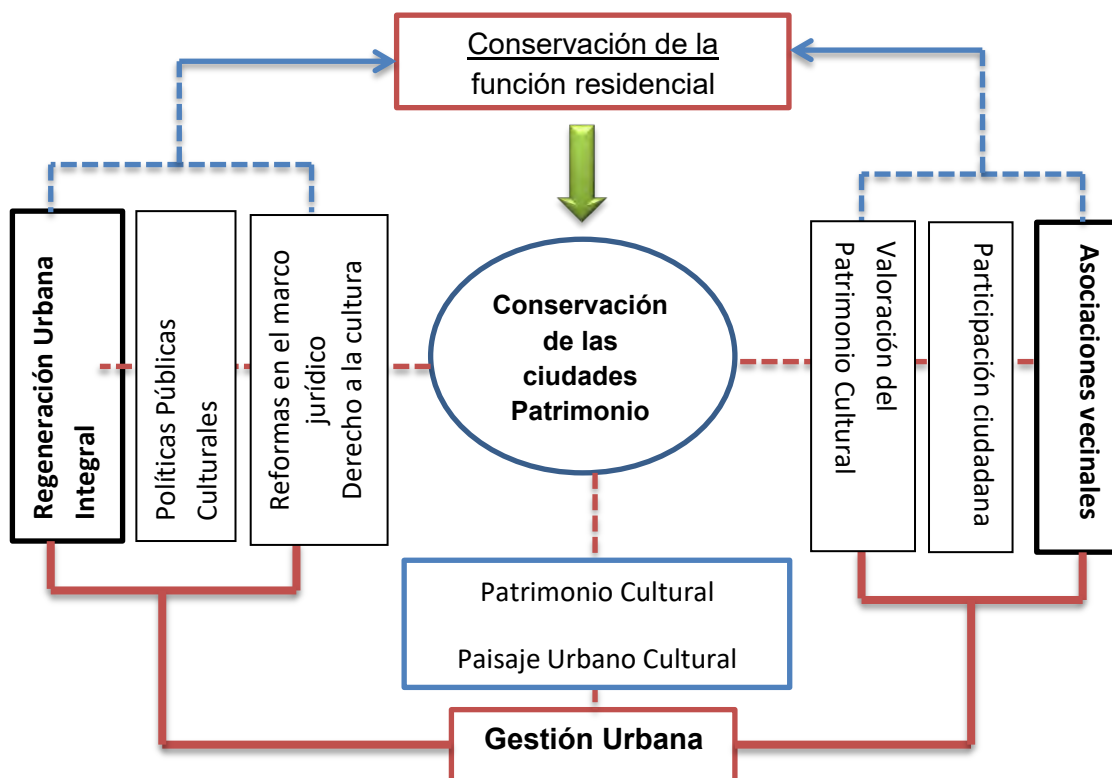 Conservación de la
función residencial
Regeneración Urbana
Integral
Políticas Públicas
Culturales
Reformas en el marco
jurídico
Derecho a la cultura
Conservación
de las
ciudades
Patrimonio
Valoración del
Patrimonio Cultural
Participación ciudadana
Asociaciones vecinales
Patrimonio Cultural
Paisaje Urbano Cultural
Gestión Urbana